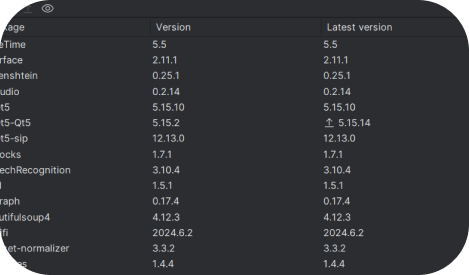 kage Version Latest version
eTime 5.5 5.5
rface 2.11.1 2.11.1
enshtein 0.25.1 0.25.1
udio 0.2.14 0.2.14
t5 5.15.10 5.15.10
t5-Qt5 5.15.2 5.15.14
t5-sip 12.13.0 12.13.0
ocks 1.7.1 1.7.1
echRecognition 3.10.4 3.10.4
1.5.1 1.5.1
raph 0.17.4 0.17.4
utifulsoup4 4.12.3 4.12.3
ifi 2024.6.2 2024.6.2
et-normalizer 3.3.2 3.3.2
1.4.4 1.4.4